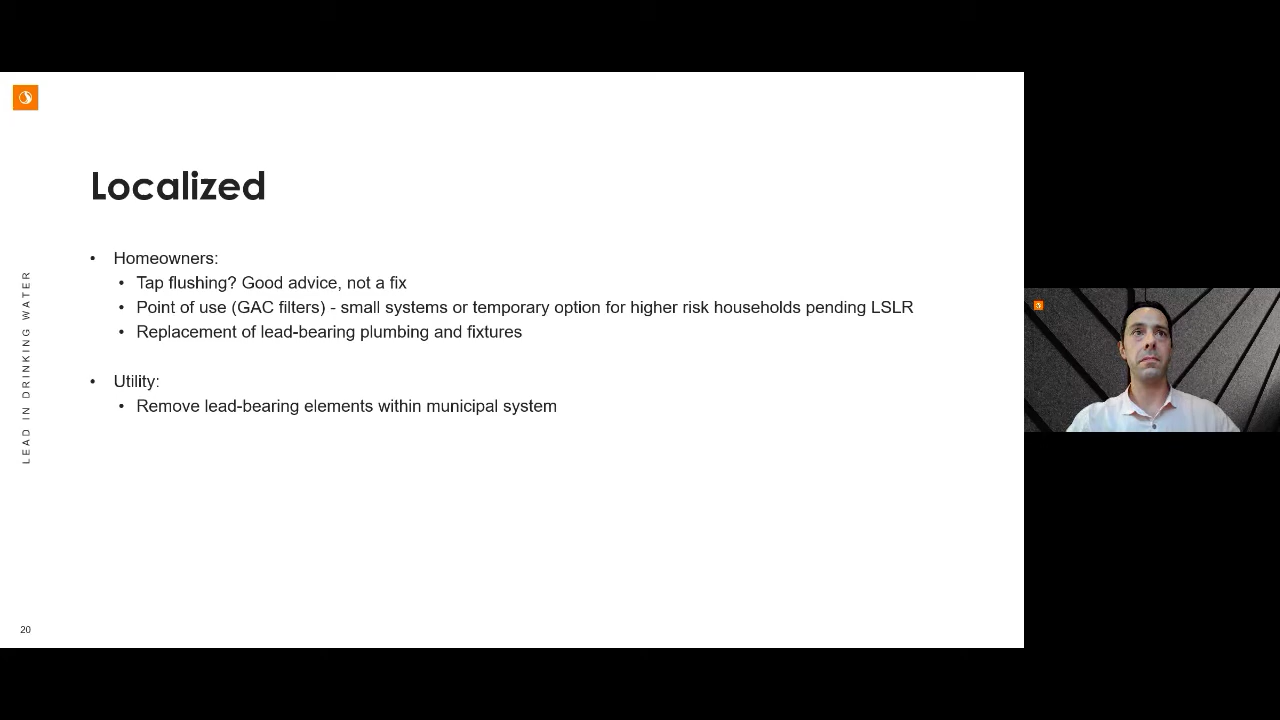 Localized
• Homeowners:
• Tap flushing? Good advice, not a fix
• Point of use (GAC filters) - small systems or temporary option for higher risk households pending LSLR
• Replacement of lead-bearing plumbing and fixtures
• Utility:
• Remove lead-bearing elements within municipal system
LEAD IN DRINKING WATER
20